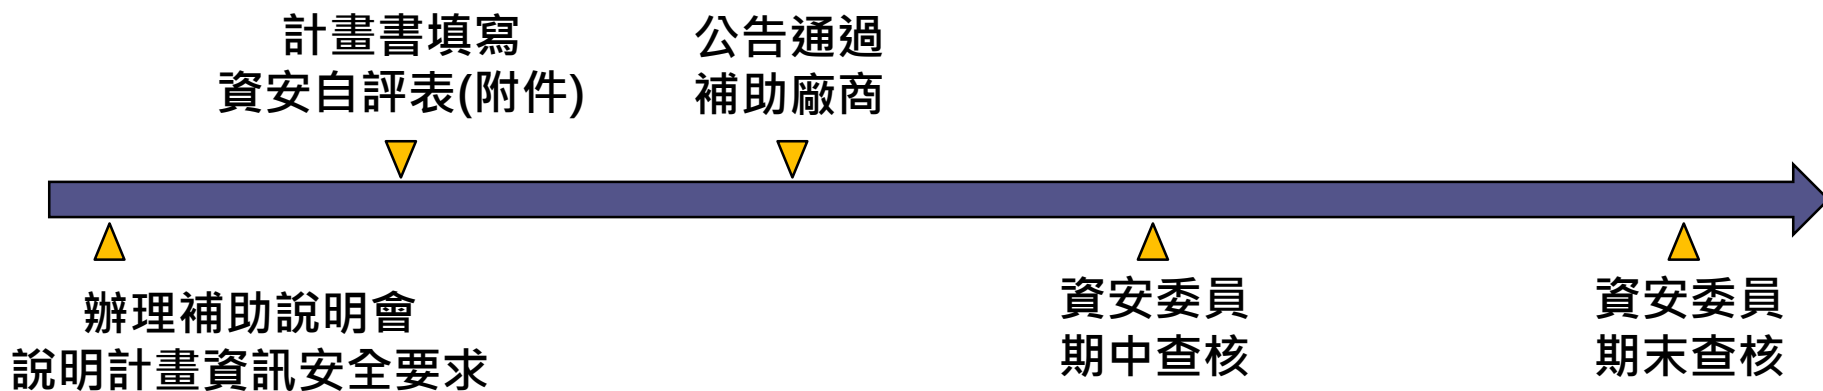 計畫書填寫
資安自評表(附件)
公告通過
補助廠商
辦理補助說明會
說明計畫資訊安全要求
資安委員
期中查核
資安委員
期末查核